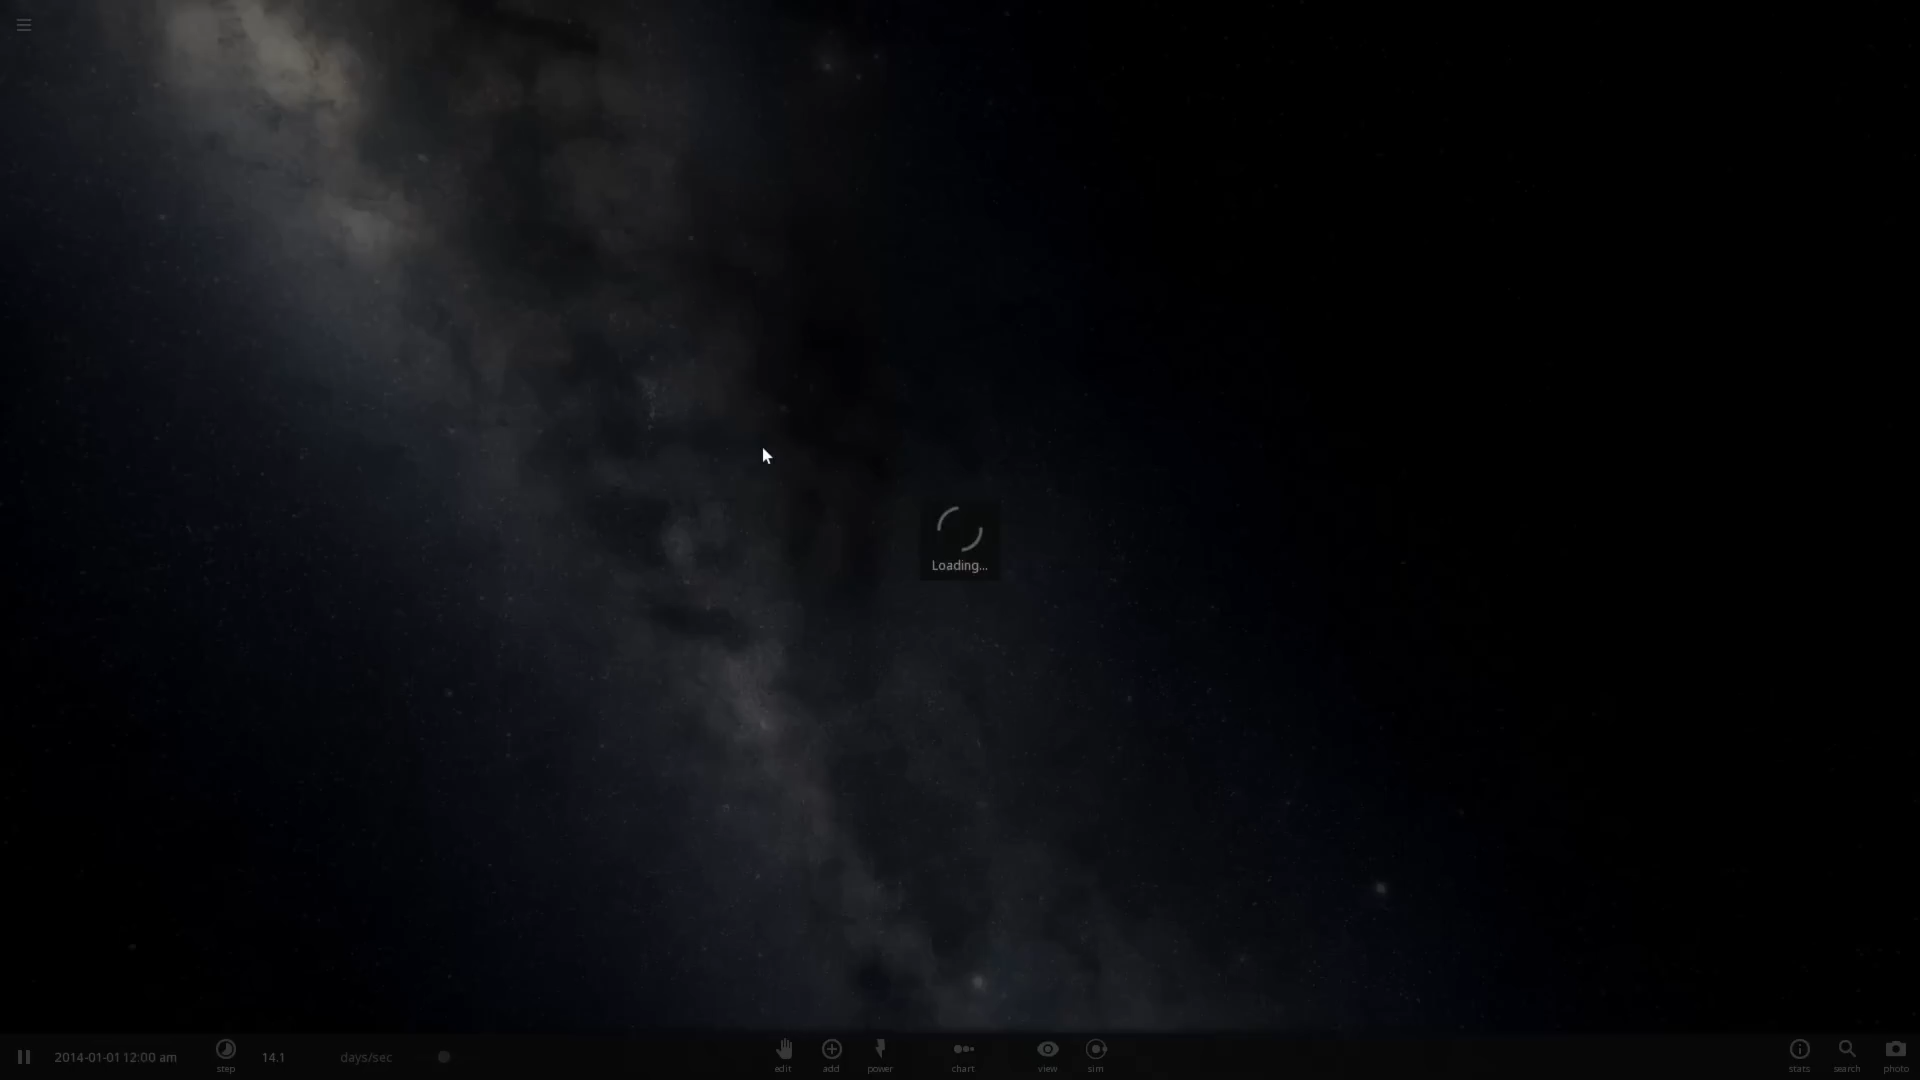 Loading...
2014-01-01 12:00 am
step
14.1
days/sec
edit
add
power
chart
view
sim
stats
search
photo